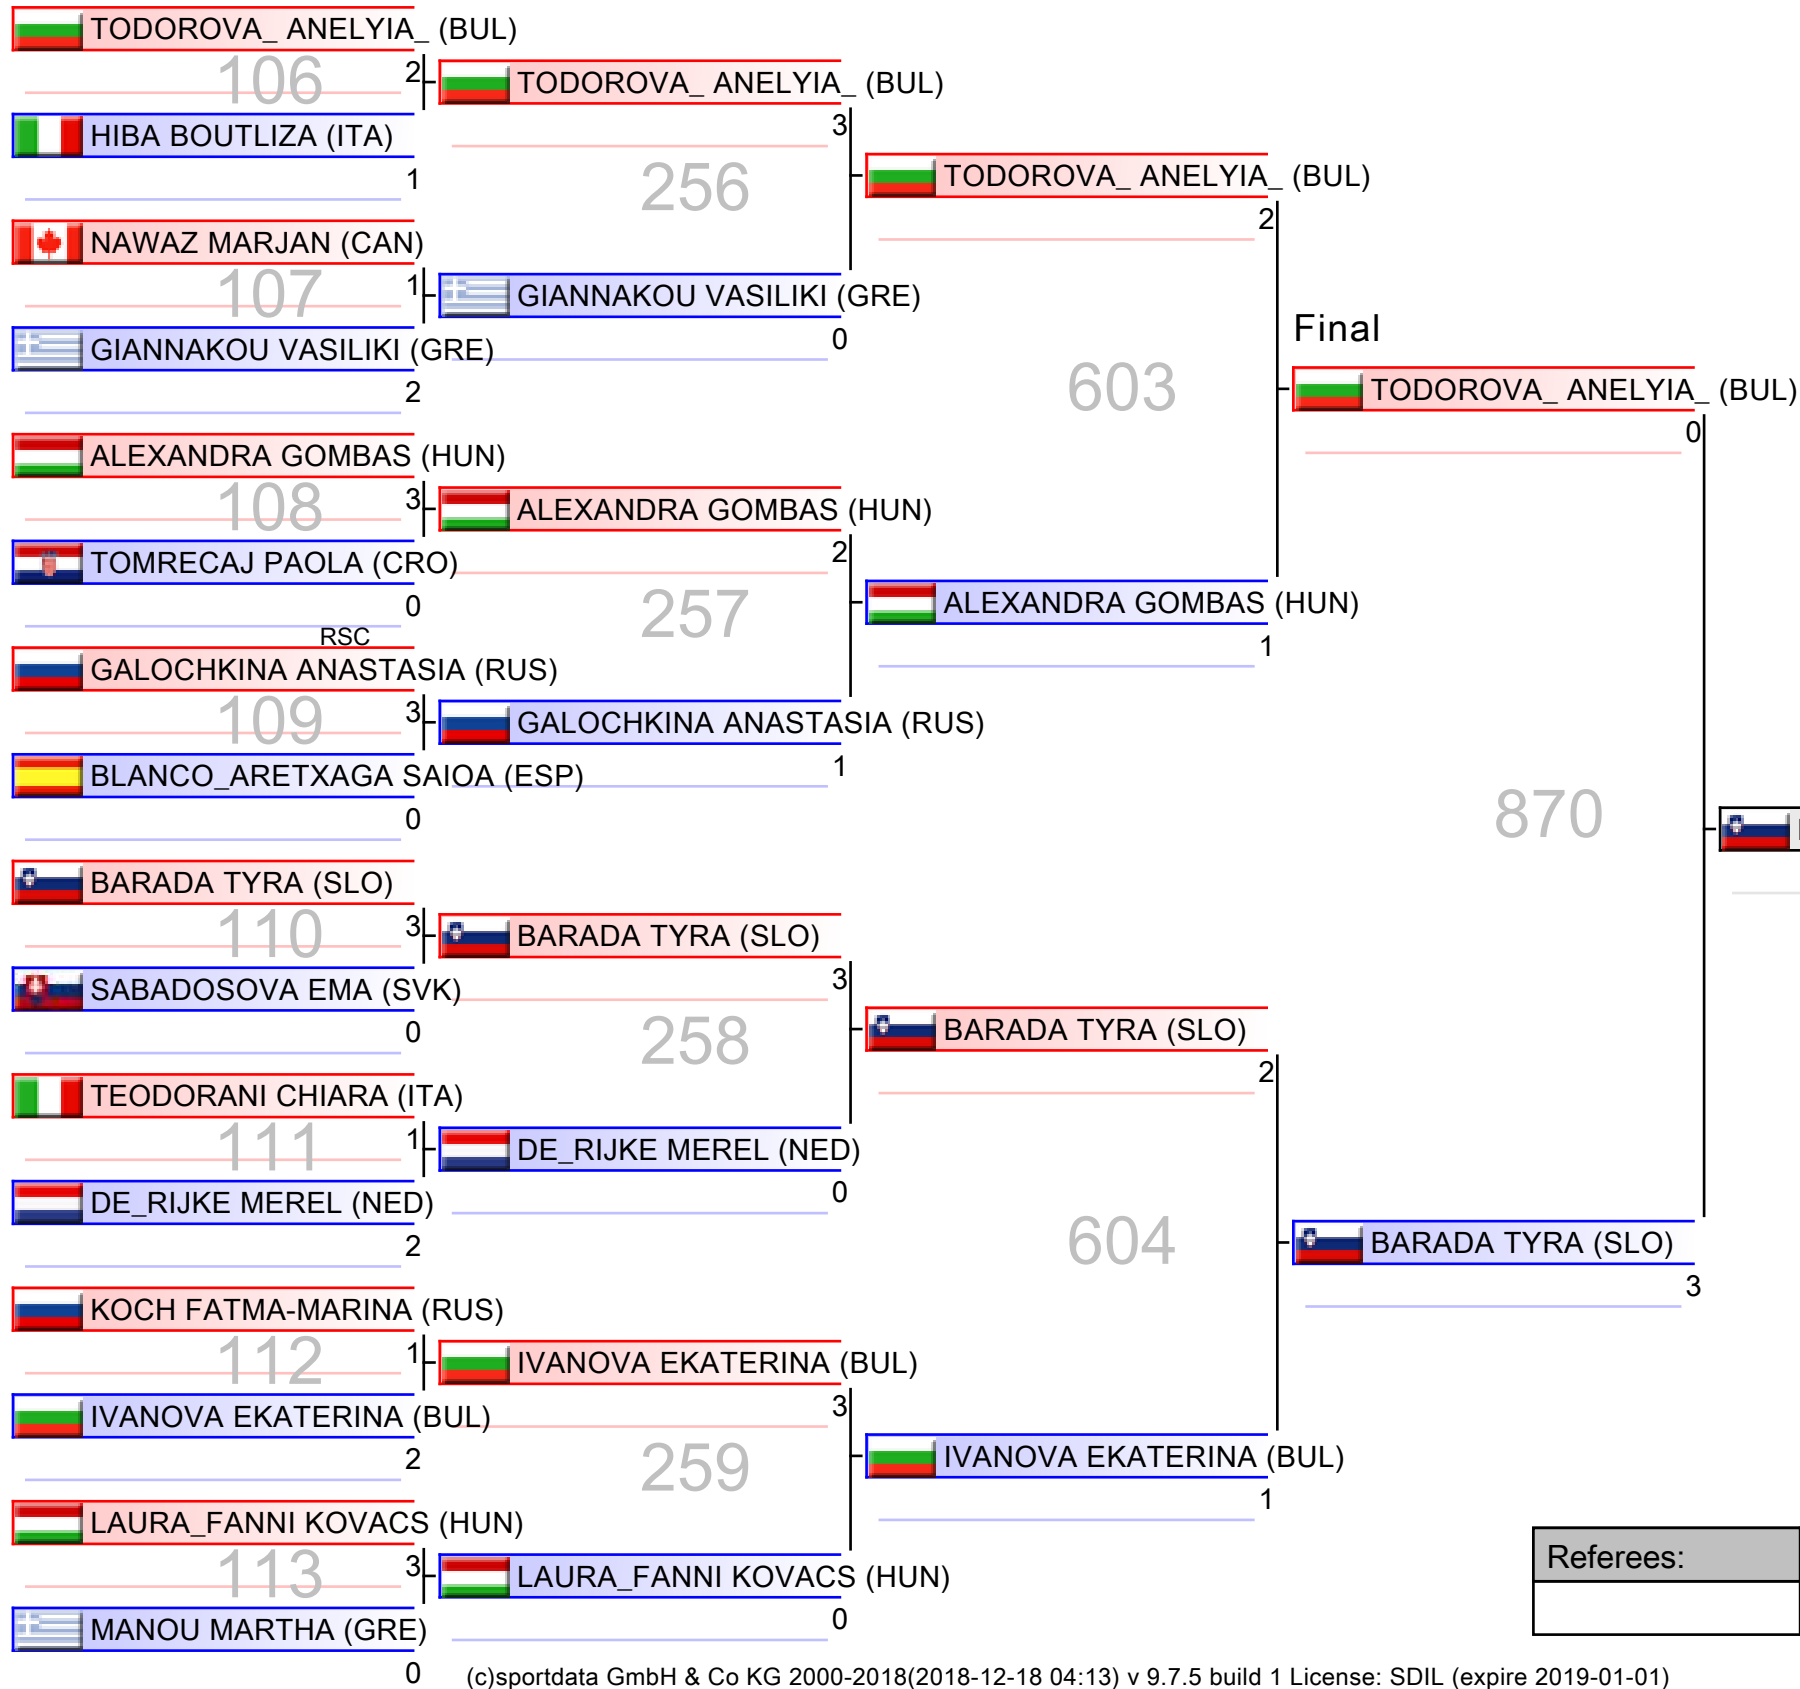 TODOROVA_ ANELYIA_ (BUL)
106
2
HIBA BOUTLIZA (ITA)
1
NAWAZ MARJAN (CAN)
107
1
GIANNAKOU VASILIKI (GRE)
2
ALEXANDRA GOMBAS (HUN)
108
3
TOMRECAJ PAOLA (CRO)
0
RSC
GALOCHKINA ANASTASIA (RUS)
109
3
BLANCO_ARETXAGA SAIOA (ESP)
0
BARADA TYRA (SLO)
110
3
SABADOSOVA EMA (SVK)
0
TEODORANI CHIARA (ITA)
111
1
DE_RIJKE MEREL (NED)
2
KOCH FATMA-MARINA (RUS)
112
1
IVANOVA EKATERINA (BUL)
2
LAURA_FANNI KOVACS (HUN)
113
3
MANOU MARTHA (GRE)
0
TODOROVA_ ANELYIA_ (BUL)
3
256
GIANNAKOU VASILIKI (GRE)
0
ALEXANDRA GOMBAS (HUN)
2
257
GALOCHKINA ANASTASIA (RUS)
1
BARADA TYRA (SLO)
3
258
DE_RIJKE MEREL (NED)
0
IVANOVA EKATERINA (BUL)
3
259
LAURA_FANNI KOVACS (HUN)
0
TODOROVA_ ANELYIA_ (BUL)
2
603
ALEXANDRA GOMBAS (HUN)
1
BARADA TYRA (SLO)
2
604
IVANOVA EKATERINA (BUL)
1
Final
TODOROVA_ ANELYIA_ (BUL)
0
870
BARADA TYRA (SLO)
3
Referees:
(c)sportdata GmbH & Co KG 2000-2018(2018-12-18 04:13) v 9.7.5 build 1 License: SDIL (expire 2019-01-01)